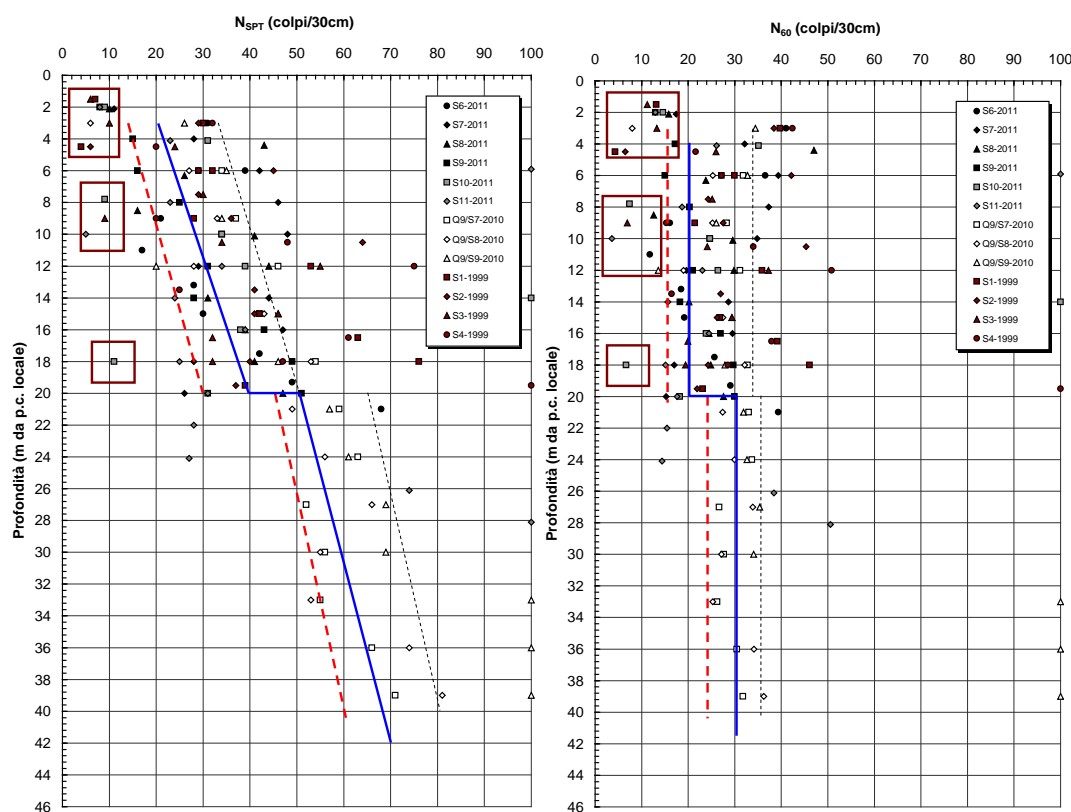 N_SPT (colpi/30cm)
0 10 20 30 40 50 60 70 80 90 100
Profondità (m da p.c. locale)
0
2
4
6
8
10
12
14
16
18
20
22
24
26
28
30
32
34
36
38
40
42
44
46
S6-2011
S7-2011
S8-2011
S9-2011
S10-2011
S11-2011
Q9/S7-2010
Q9/S8-2010
Q9/S9-2010
S1-1999
S2-1999
S3-1999
S4-1999
N_60 (colpi/30cm)
0 10 20 30 40 50 60 70 80 90 100
Profondità (m da p.c. locale)
0
2
4
6
8
10
12
14
16
18
20
22
24
26
28
30
32
34
36
38
40
42
44
46
S6-2011
S7-2011
S8-2011
S9-2011
S10-2011
S11-2011
Q9/S7-2010
Q9/S8-2010
Q9/S9-2010
S1-1999
S2-1999
S3-1999
S4-1999